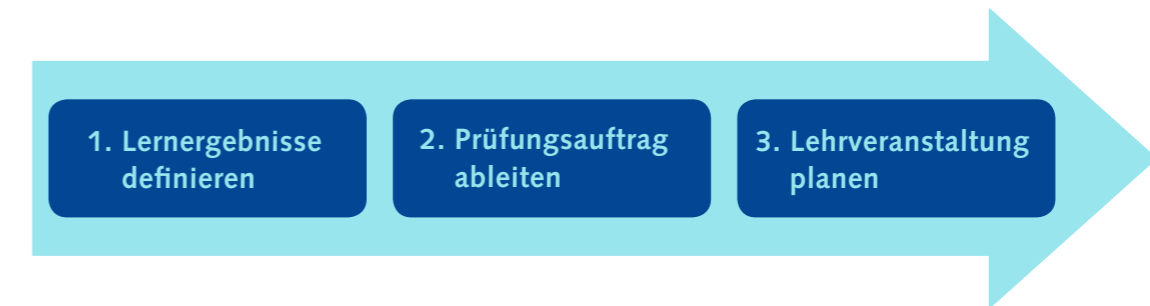 1. Lernergebnisse
definieren
2. Prüfungsauftrag
ableiten
3. Lehrveranstaltung
planen